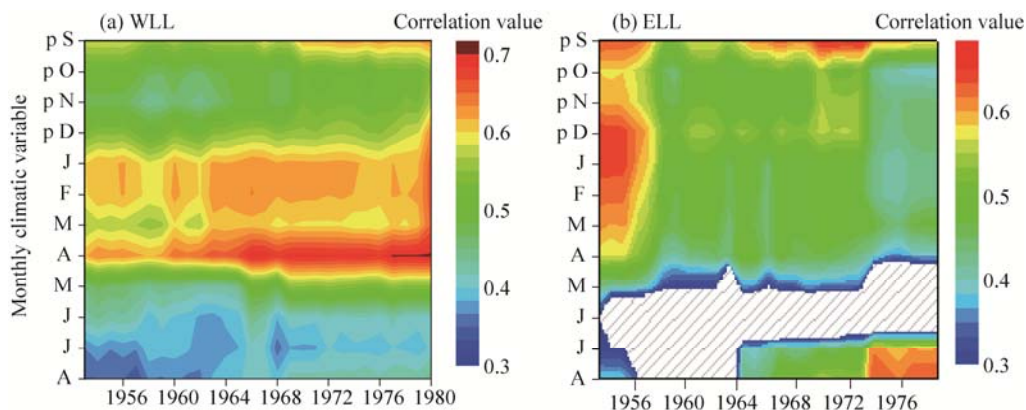 (a) WLL
Correlation value
(b) ELL
Correlation value
Monthly climatic variable
p S
p O
p N
p D
J
F
M
A
M
J
J
A
1956
1960
1964
1968
1972
1976
1980
0.7
0.6
0.5
0.4
0.3
p S
p O
p N
p D
J
F
M
A
M
J
J
A
1956
1960
1964
1968
1972
1976
0.6
0.5
0.4
0.3